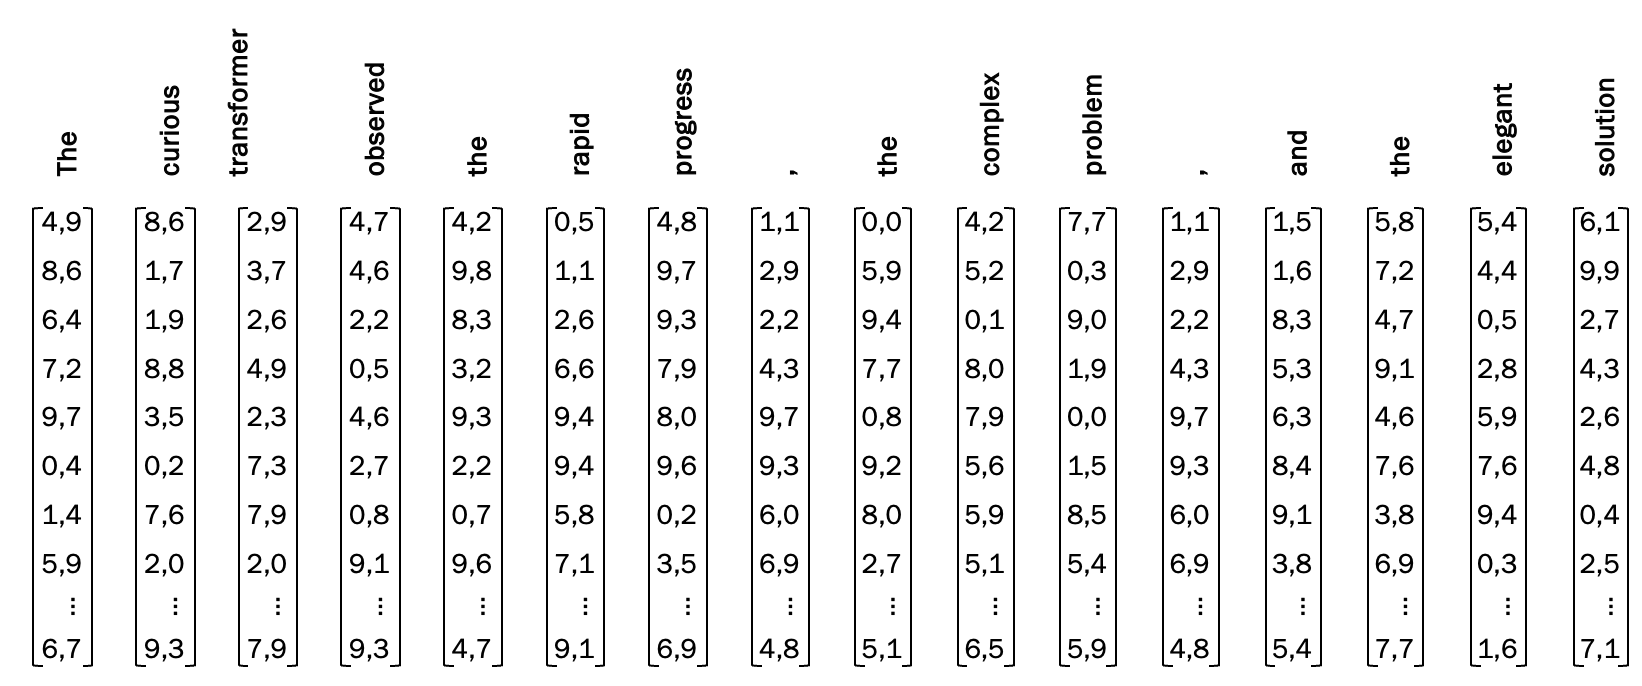 The curious transformer observed the rapid progress , the complex problem , and the elegant solution
4,9 8,6 2,9 4,7 4,2 0,5 4,8 1,1 0,0 4,2 7,7 1,1 1,5 5,8 5,4 6,1
8,6 1,7 3,7 4,6 9,8 1,1 9,7 2,9 5,9 5,2 0,3 2,9 1,6 7,2 4,4 9,9
6,4 1,9 2,6 2,2 8,3 2,6 9,3 2,2 9,4 0,1 9,0 2,2 8,3 4,7 0,5 2,7
7,2 8,8 4,9 0,5 3,2 6,6 7,9 4,3 7,7 8,0 1,9 4,3 5,3 9,1 2,8 4,3
9,7 3,5 2,3 4,6 9,3 9,4 8,0 9,7 0,8 7,9 0,0 9,7 6,3 4,6 5,9 2,6
0,4 0,2 7,3 2,7 2,2 9,4 9,6 9,3 9,2 5,6 1,5 9,3 8,4 7,6 7,6 4,8
1,4 7,6 7,9 0,8 0,7 5,8 0,2 6,0 8,0 5,9 8,5 6,0 9,1 3,8 9,4 0,4
5,9 2,0 2,0 9,1 9,6 7,1 3,5 6,9 2,7 5,1 5,4 6,9 3,8 6,9 0,3 2,5
⋮ ⋮ ⋮ ⋮ ⋮ ⋮ ⋮ ⋮ ⋮ ⋮ ⋮ ⋮ ⋮ ⋮ ⋮ ⋮
6,7 9,3 7,9 9,3 4,7 9,1 6,9 4,8 5,1 6,5 5,9 4,8 5,4 7,7 1,6 7,1